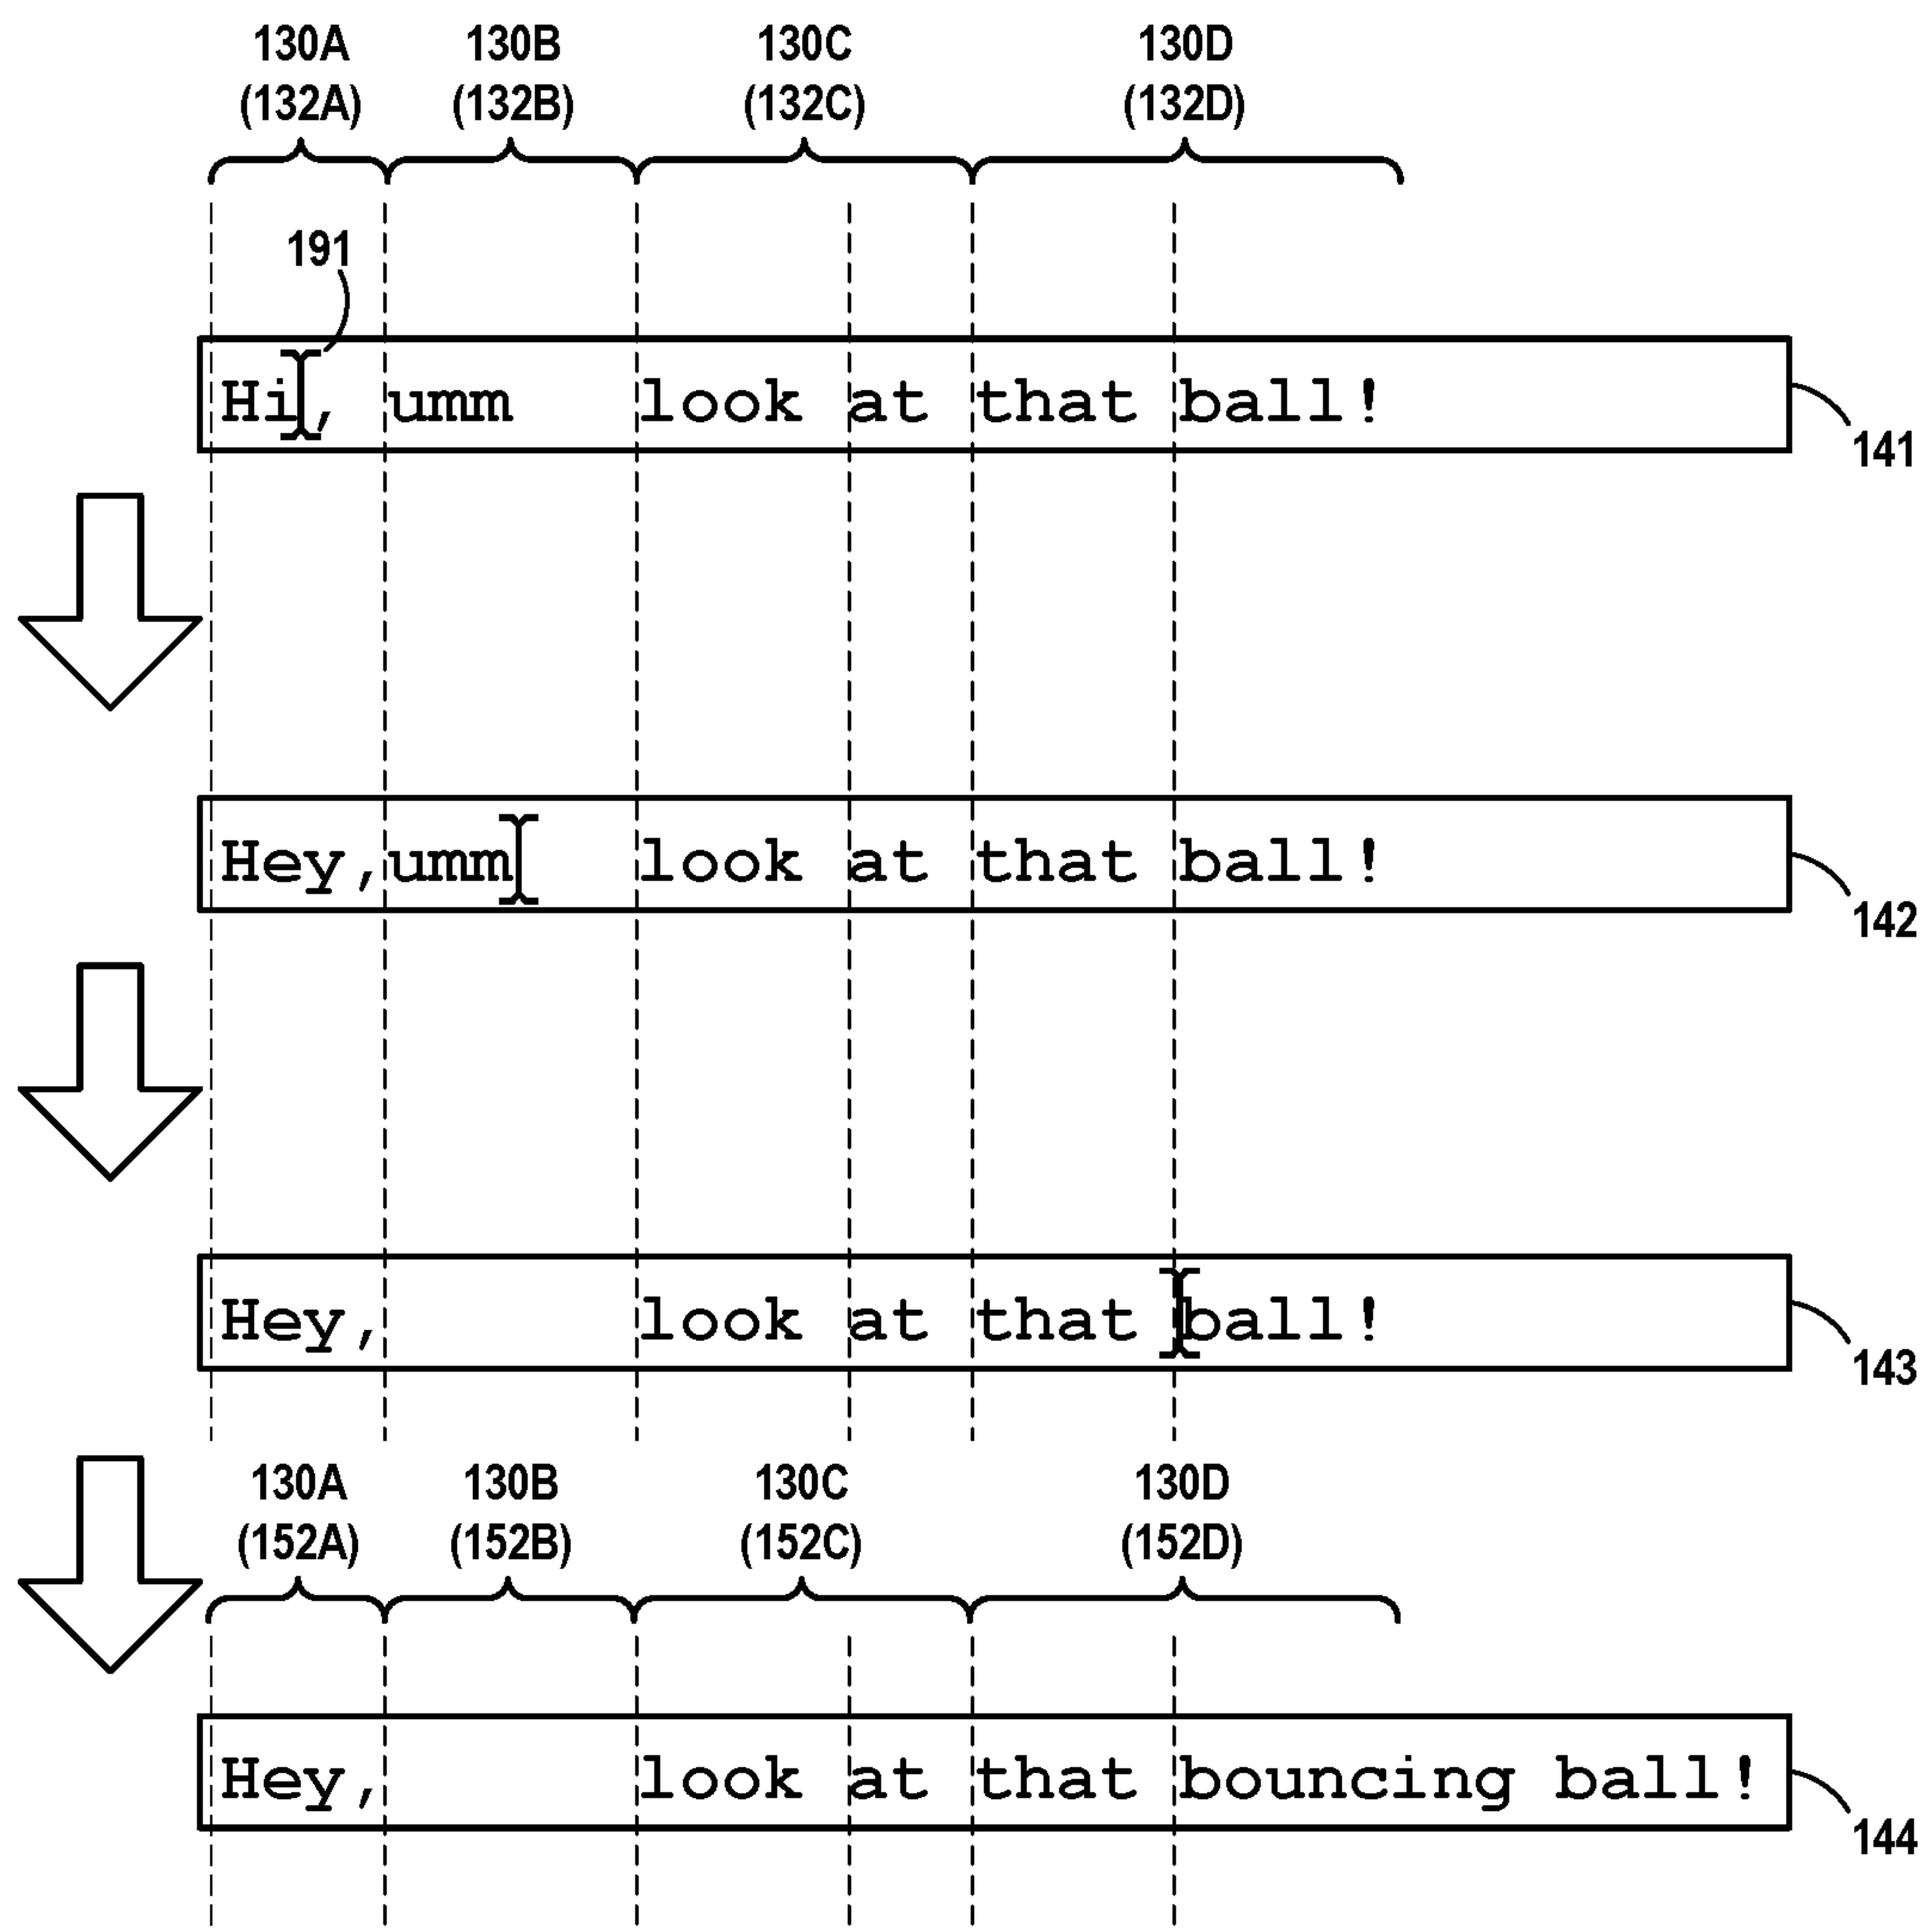 130A 130B 130C 130D
(132A) (132B) (132C) (132D)
191
Hi, umm look at that ball!
141
Hey, umm look at that ball!
142
Hey, look at that ball!
143
130A 130B 130C 130D
(152A) (152B) (152C) (152D)
Hey, look at that bouncing ball!
144